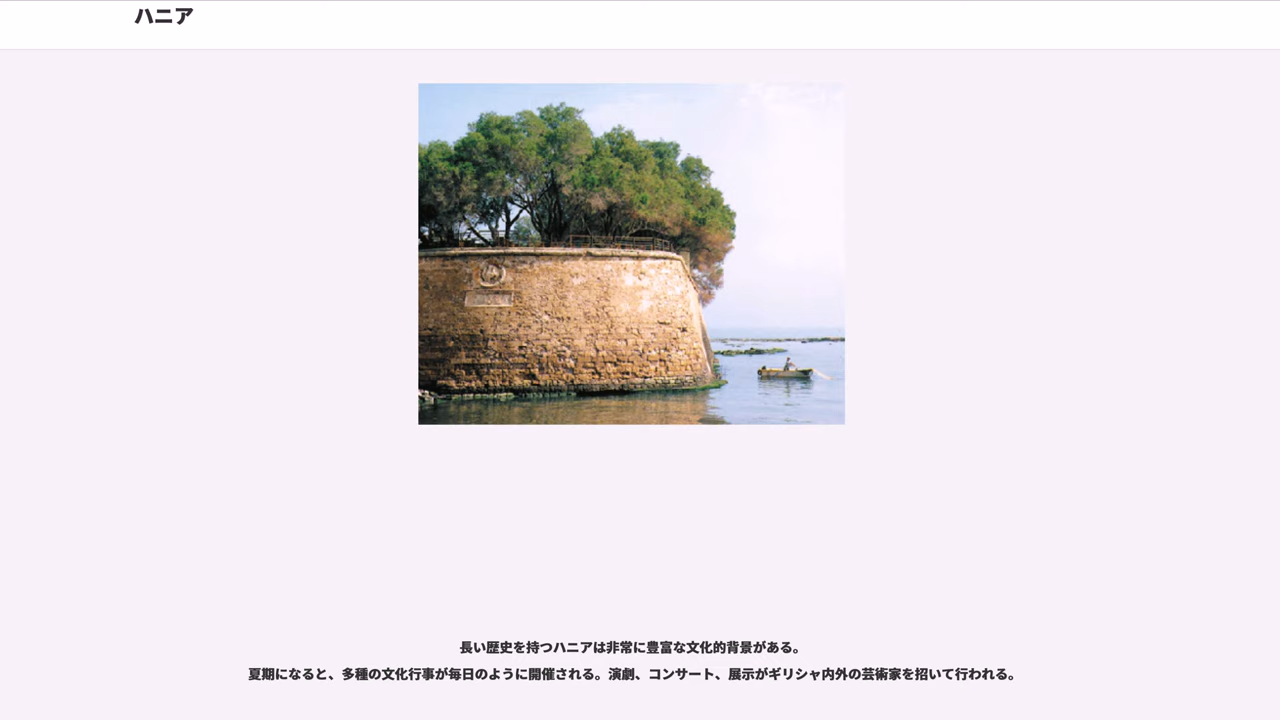 ハニア
長い歴史を持つハニアは非常に豊富な文化的背景がある。
夏期になると、多種の文化行事が毎日のように開催される。演劇、コンサート、展示がギリシャ内外の芸術家を招いて行われる。